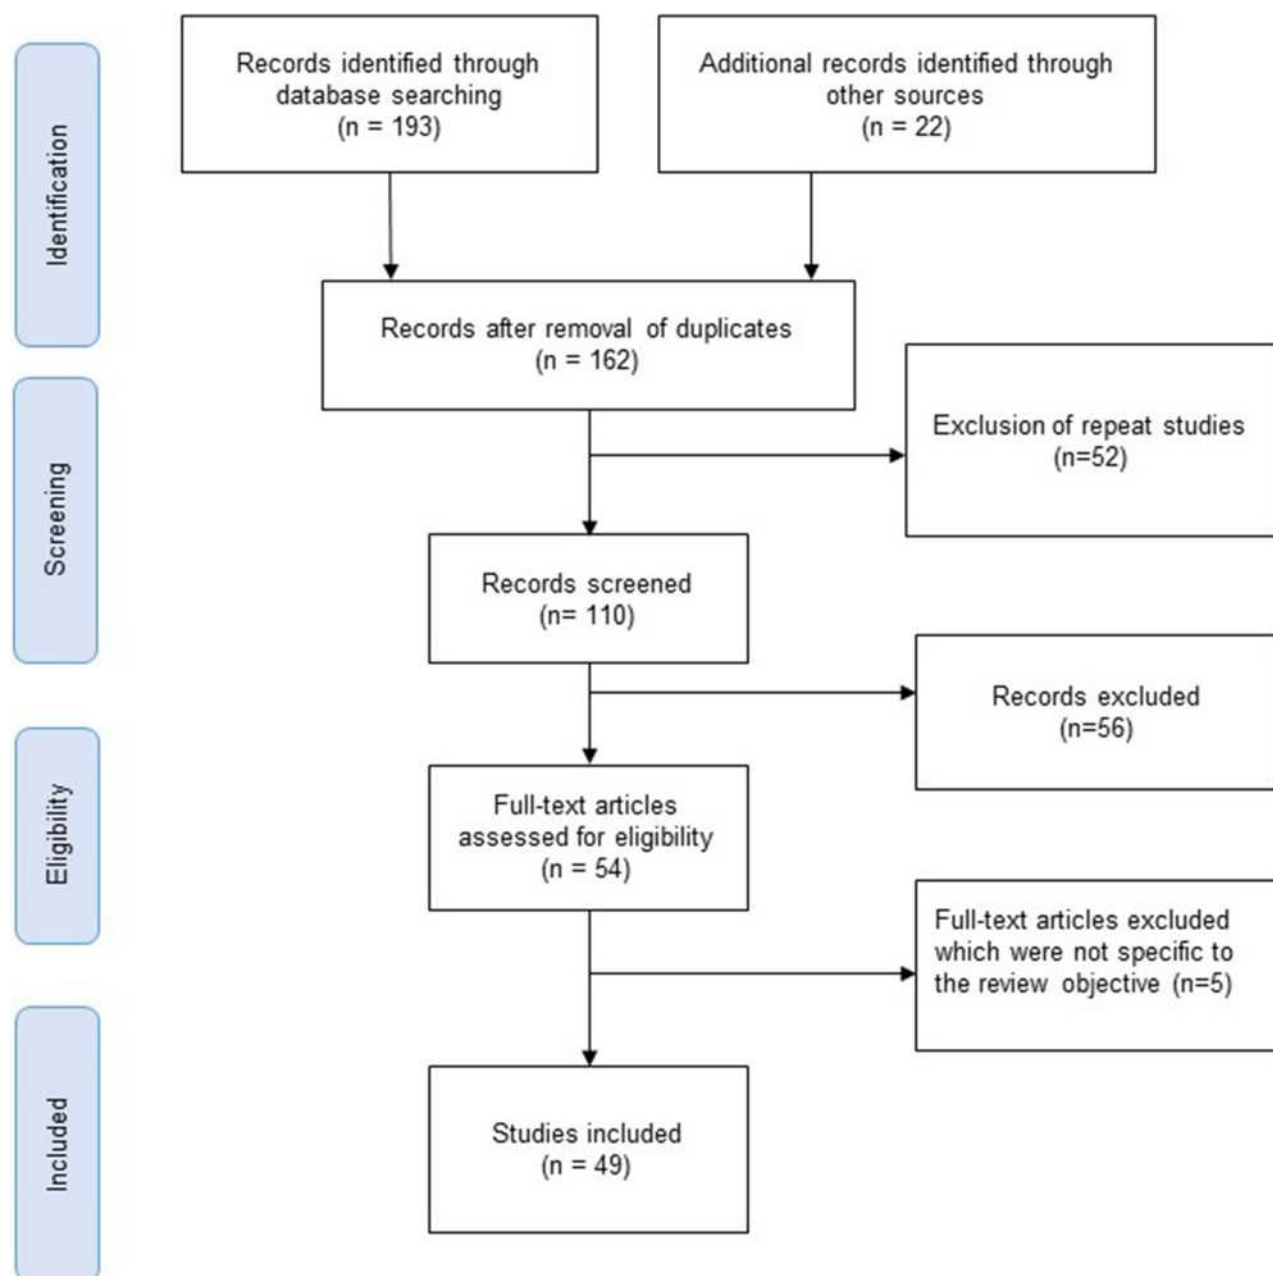 Identification
Records identified through
database searching
(n = 193)
Additional records identified through
other sources
(n = 22)
Records after removal of duplicates
(n = 162)
Screening
Exclusion of repeat studies
(n=52)
Records screened
(n= 110)
Records excluded
(n=56)
Eligibility
Full-text articles
assessed for eligibility
(n = 54)
Full-text articles excluded
which were not specific to
the review objective (n=5)
Included
Studies included
(n = 49)